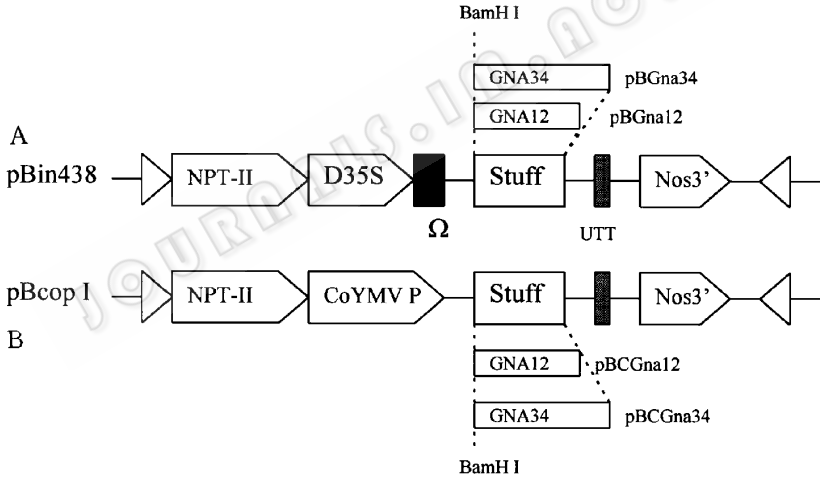 BamH I
GNA34 pBGna34
GNA12 pBGna12
A
pBin438 NPT-II D35S Stuff Nos3’
Ω UTT
pBcop I NPT-II CoYMV P Stuff Nos3’
B
GNA12 pBCGna12
GNA34 pBCGna34
BamH I